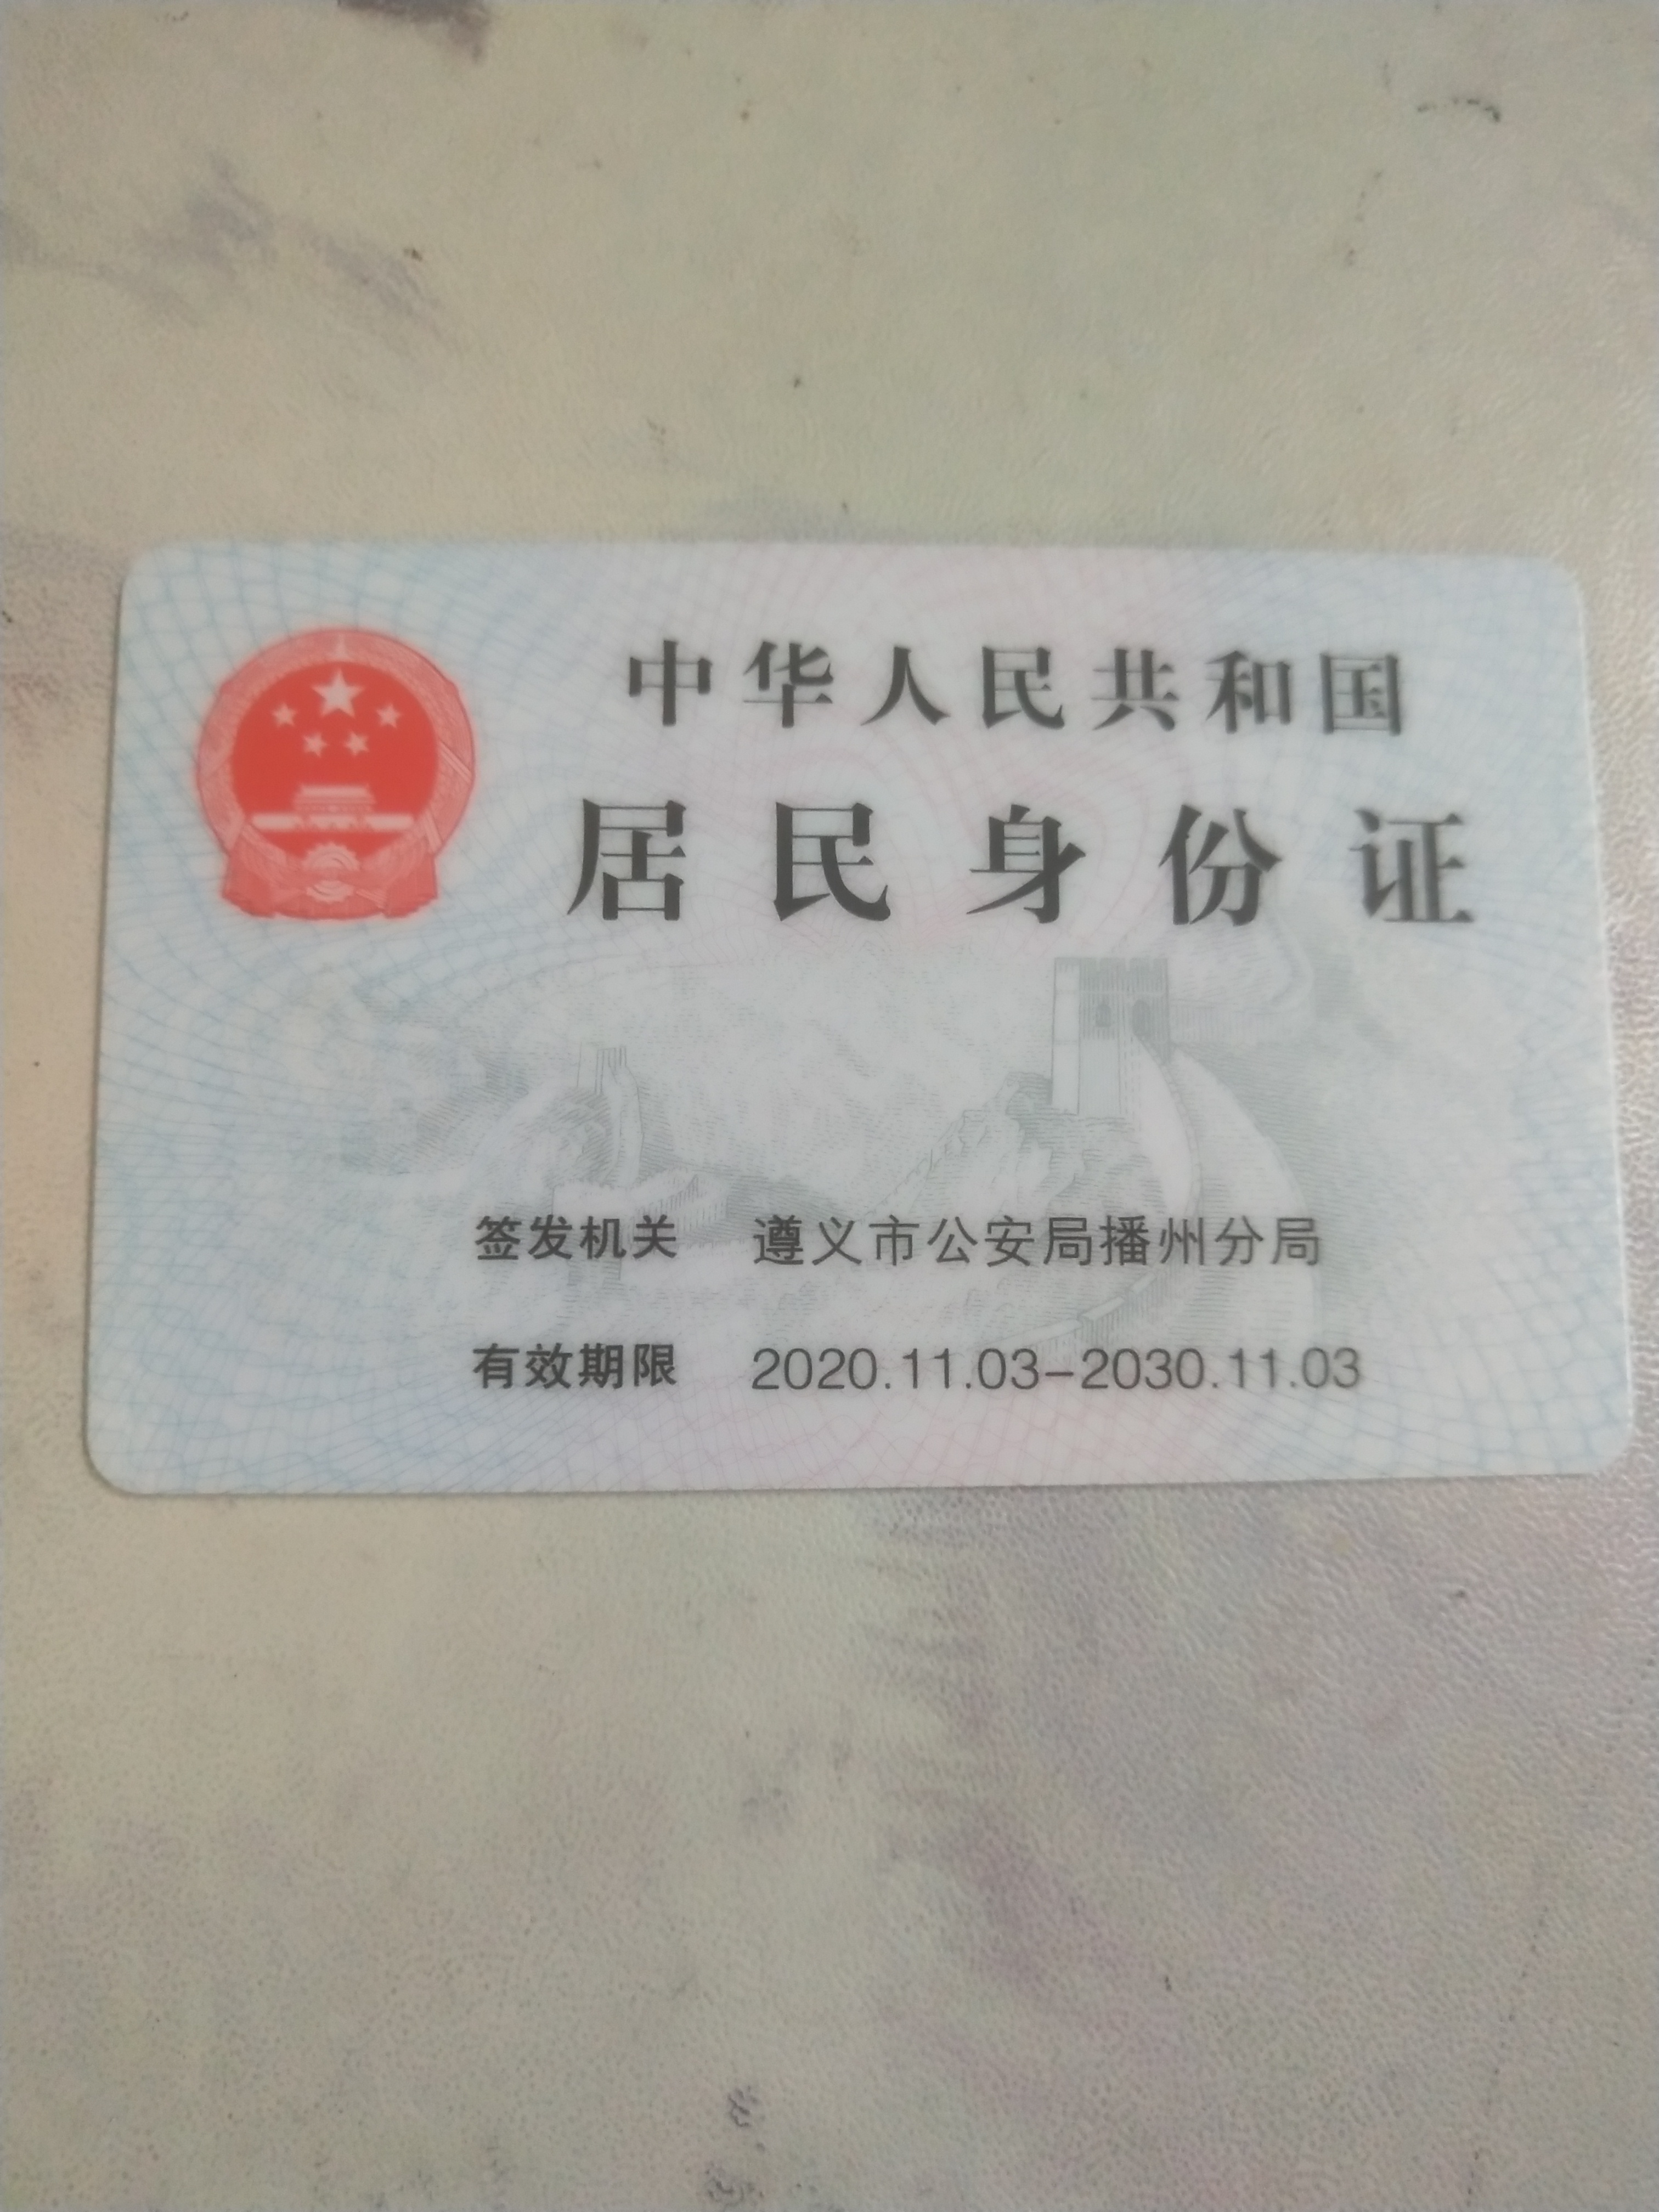 中华人民共和国
居民身份证
签发机关 遵义市公安局播州分局
有效期限 2020.11.03-2030.11.03